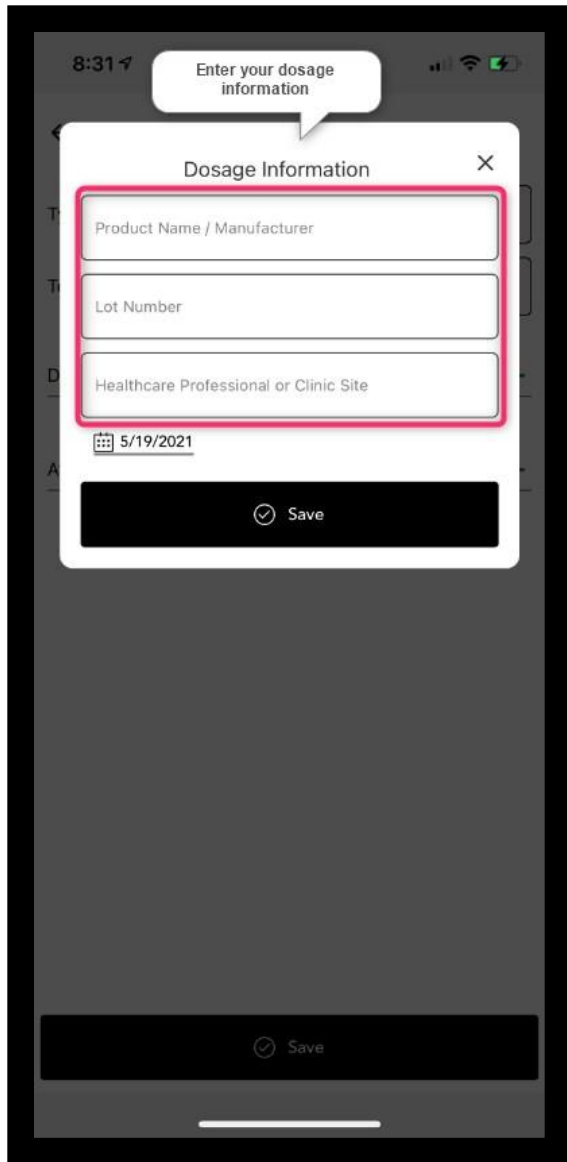 8:31
Enter your dosage
information
Dosage Information
Product Name / Manufacturer
Lot Number
Healthcare Professional or Clinic Site
5/19/2021
Save
Save